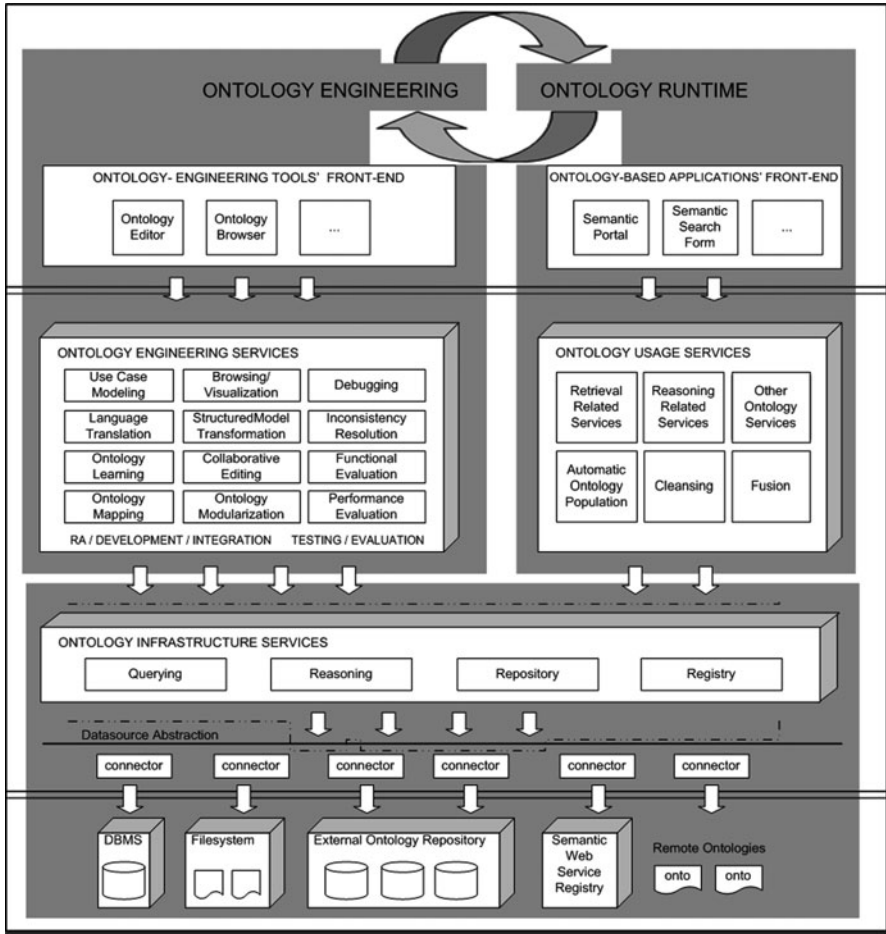 ONTOLOGY ENGINEERING
ONTOLOGY RUNTIME
ONTOLOGY- ENGINEERING TOOLS' FRONT-END
Ontology
Editor
Ontology
Browser
...
ONTOLOGY-BASED APPLICATIONS' FRONT-END
Semantic
Portal
Semantic
Search
Form
...
ONTOLOGY ENGINEERING SERVICES
Use Case
Modeling
Browsing/
Visualization
Debugging
Language
Translation
StructuredModel
Transformation
Inconsistency
Resolution
Ontology
Learning
Collaborative
Editing
Functional
Evaluation
Ontology
Mapping
Ontology
Modularization
Performance
Evaluation
RA / DEVELOPMENT / INTEGRATION
TESTING / EVALUATION
ONTOLOGY USAGE SERVICES
Retrieval
Related
Services
Reasoning
Related
Services
Other
Ontology
Services
Automatic
Ontology
Population
Cleansing
Fusion
ONTOLOGY INFRASTRUCTURE SERVICES
Querying
Reasoning
Repository
Registry
Datasource Abstraction
connector
connector
connector
connector
connector
connector
DBMS
Filesystem
External Ontology Repository
Semantic
Web
Service
Registry
Remote Ontologies
onto
onto